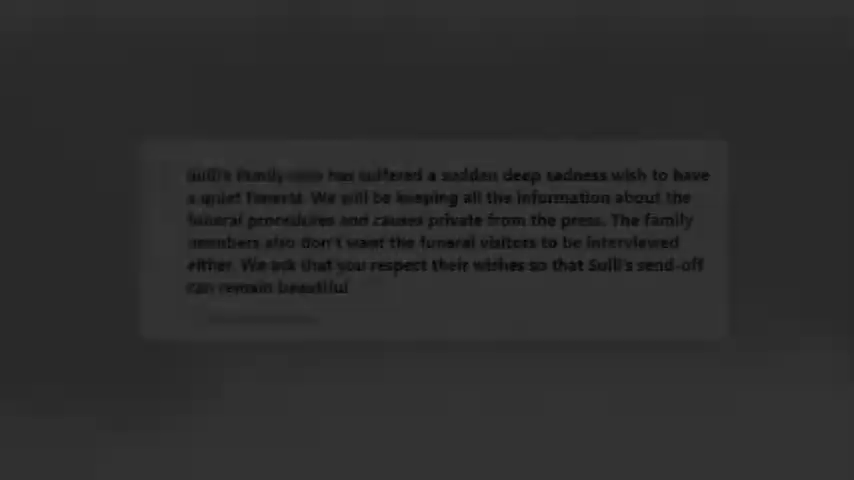 Sulli's family who has suffered a sudden deep sadness wish to have
a quiet funeral. We will be keeping all the information about the
funeral procedures and causes private from the press. The family
members also don't want the funeral visitors to be interviewed
either. We ask that you respect their wishes so that Sulli's send-off
can remain beautiful